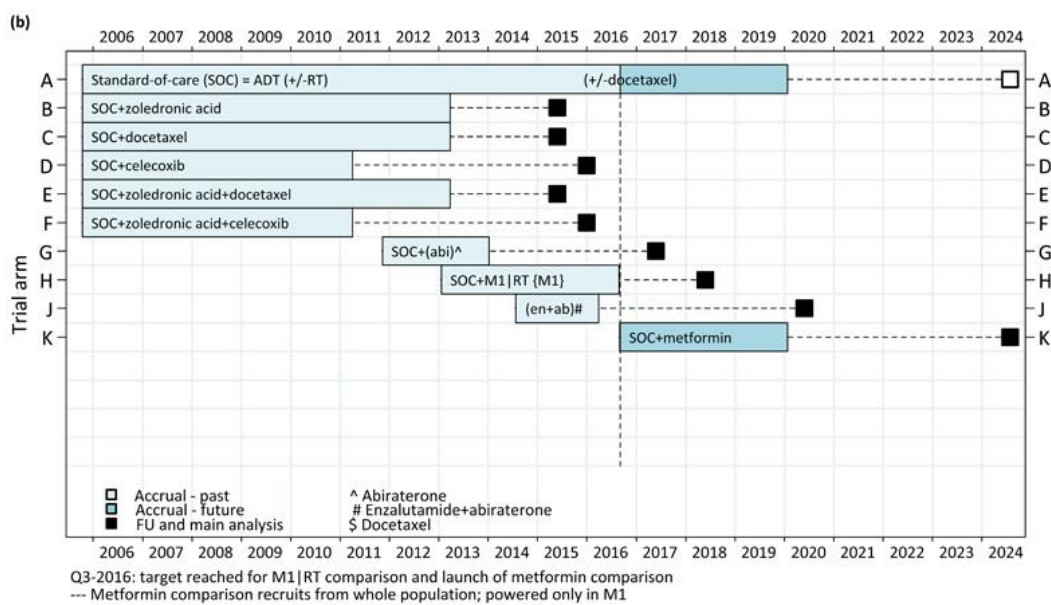 (b)
2006 2007 2008 2009 2010 2011 2012 2013 2014 2015 2016 2017 2018 2019 2020 2021 2022 2023 2024
A Standard-of-care (SOC) = ADT (+/-RT) (+/-docetaxel) A
B SOC+zoledronic acid B
C SOC+docetaxel C
D SOC+celecoxib D
E SOC+zoledronic acid+docetaxel E
F SOC+zoledronic acid+celecoxib F
G SOC+(abi)^ G
H SOC+M1|RT {M1} H
J (en+ab)# J
K SOC+metformin K
Trial arm
Accrual - past ^ Abiraterone
Accrual - future # Enzalutamide+abiraterone
FU and main analysis $ Docetaxel
2006 2007 2008 2009 2010 2011 2012 2013 2014 2015 2016 2017 2018 2019 2020 2021 2022 2023 2024
Q3-2016: target reached for M1|RT comparison and launch of metformin comparison
--- Metformin comparison recruits from whole population; powered only in M1